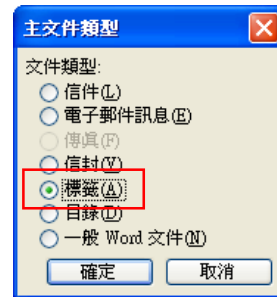 主文件類型
文件類型:
信件(L)
電子郵件訊息(E)
傳真(F)
信封(V)
標籤(A)
目錄(D)
一般 Word 文件(N)
確定 取消